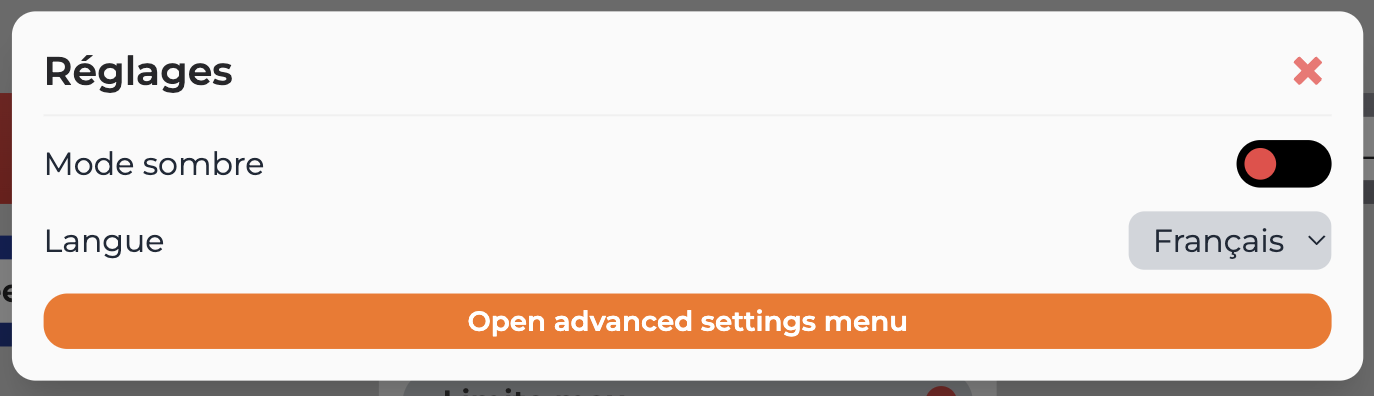 Réglages
Mode sombre
Langue
Français
Open advanced settings menu